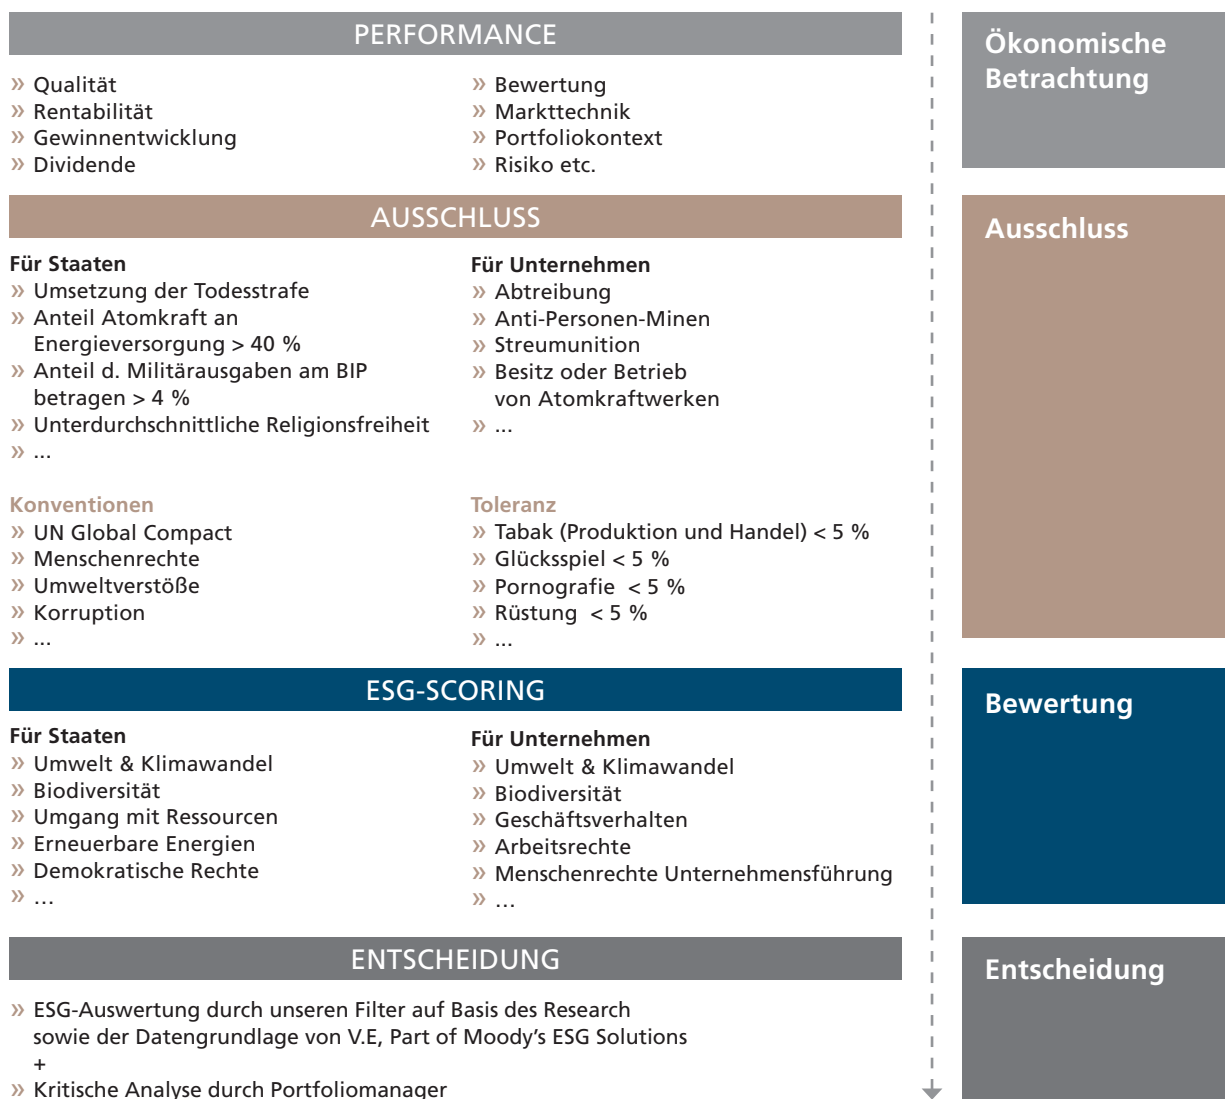 PERFORMANCE
» Qualität
» Rentabilität
» Gewinnentwicklung
» Dividende
» Bewertung
» Markttechnik
» Portfoliokontext
» Risiko etc.
Ökonomische
Betrachtung
AUSSCHLUSS
Für Staaten
» Umsetzung der Todesstrafe
» Anteil Atomkraft an
Energieversorgung > 40 %
» Anteil d. Militärausgaben am BIP
betragen > 4 %
» Unterdurchschnittliche Religionsfreiheit
» ...
Für Unternehmen
» Abtreibung
» Anti-Personen-Minen
» Streumunition
» Besitz oder Betrieb
von Atomkraftwerken
» ...
Konventionen
» UN Global Compact
» Menschenrechte
» Umweltverstöße
» Korruption
» ...
Toleranz
» Tabak (Produktion und Handel) < 5 %
» Glücksspiel < 5 %
» Pornografie < 5 %
» Rüstung < 5 %
» ...
Ausschluss
ESG-SCORING
Für Staaten
» Umwelt & Klimawandel
» Biodiversität
» Umgang mit Ressourcen
» Erneuerbare Energien
» Demokratische Rechte
» …
Für Unternehmen
» Umwelt & Klimawandel
» Biodiversität
» Geschäftsverhalten
» Arbeitsrechte
» Menschenrechte Unternehmensführung
» …
Bewertung
ENTSCHEIDUNG
» ESG-Auswertung durch unseren Filter auf Basis des Research
sowie der Datengrundlage von V.E, Part of Moody’s ESG Solutions
+
» Kritische Analyse durch Portfoliomanager
Entscheidung